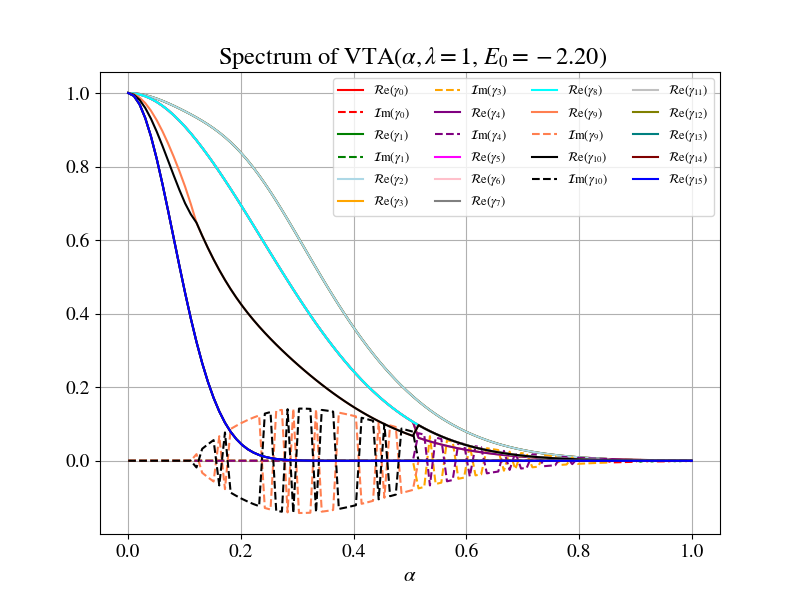 Spectrum of VTA(α, λ = 1, E₀ = −2.20)
ℛe(γ₀) ℐm(γ₃) ℛe(γ₈) ℛe(γ₁₁)
ℐm(γ₀) ℛe(γ₄) ℛe(γ₉) ℛe(γ₁₂)
ℛe(γ₁) ℐm(γ₄) ℐm(γ₉) ℛe(γ₁₃)
ℐm(γ₁) ℛe(γ₅) ℛe(γ₁₀) ℛe(γ₁₄)
ℛe(γ₂) ℛe(γ₆) ℐm(γ₁₀) ℛe(γ₁₅)
ℛe(γ₃) ℛe(γ₇)
1.0
0.8
0.6
0.4
0.2
0.0
0.0 0.2 0.4 0.6 0.8 1.0
α